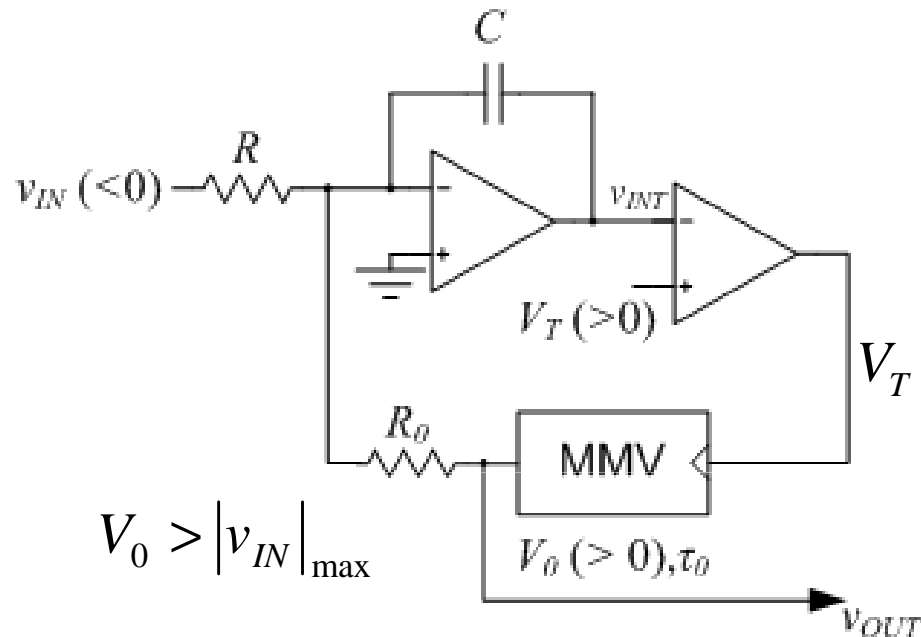 C
R
v_IN (<0)
v_INT
V_T (>0)
V_T
R_0
MMV
V_0 > |v_IN|_max
V_0 (> 0), τ_0
v_OUT